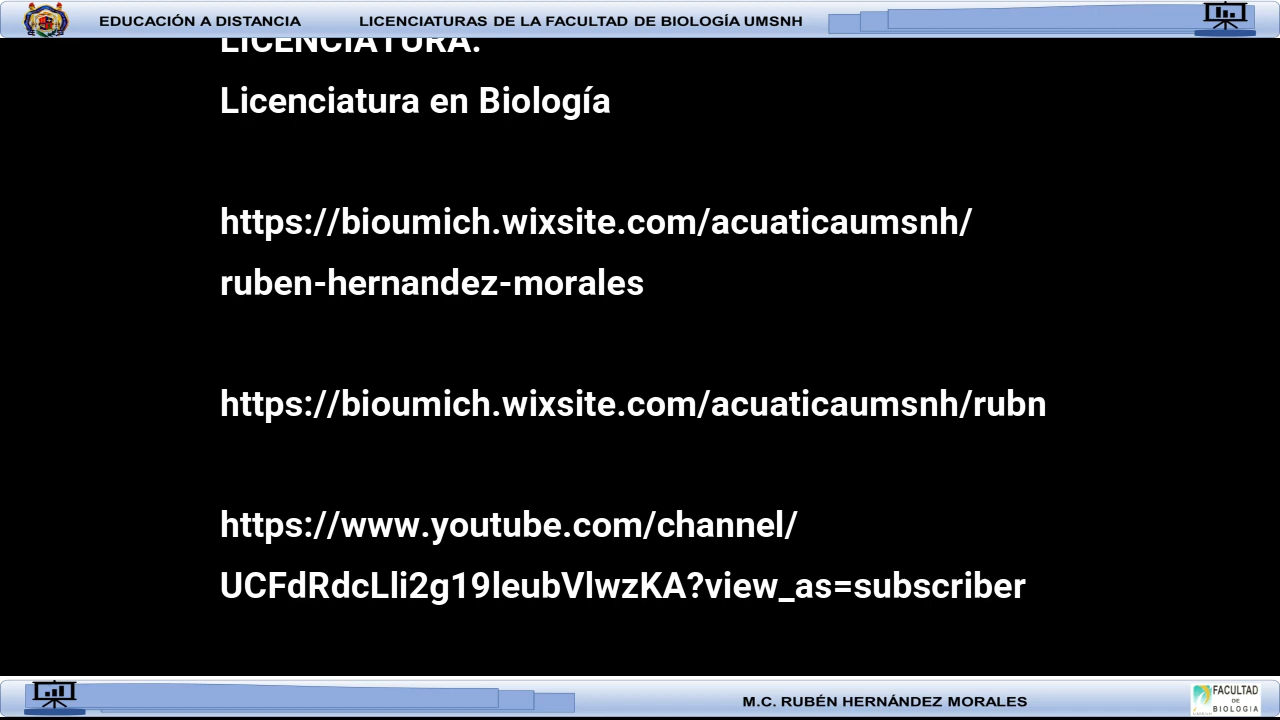 EDUCACIÓN A DISTANCIA LICENCIATURAS DE LA FACULTAD DE BIOLOGÍA UMSNH
LICENCIATURA:
Licenciatura en Biología
https://bioumich.wixsite.com/acuaticaumsnh/
ruben-hernandez-morales
https://bioumich.wixsite.com/acuaticaumsnh/rubn
https://www.youtube.com/channel/
UCFdRdcLli2g19leubVlwzKA?view_as=subscriber
M.C. RUBÉN HERNÁNDEZ MORALES
FACULTAD
DE
BIOLOGIA